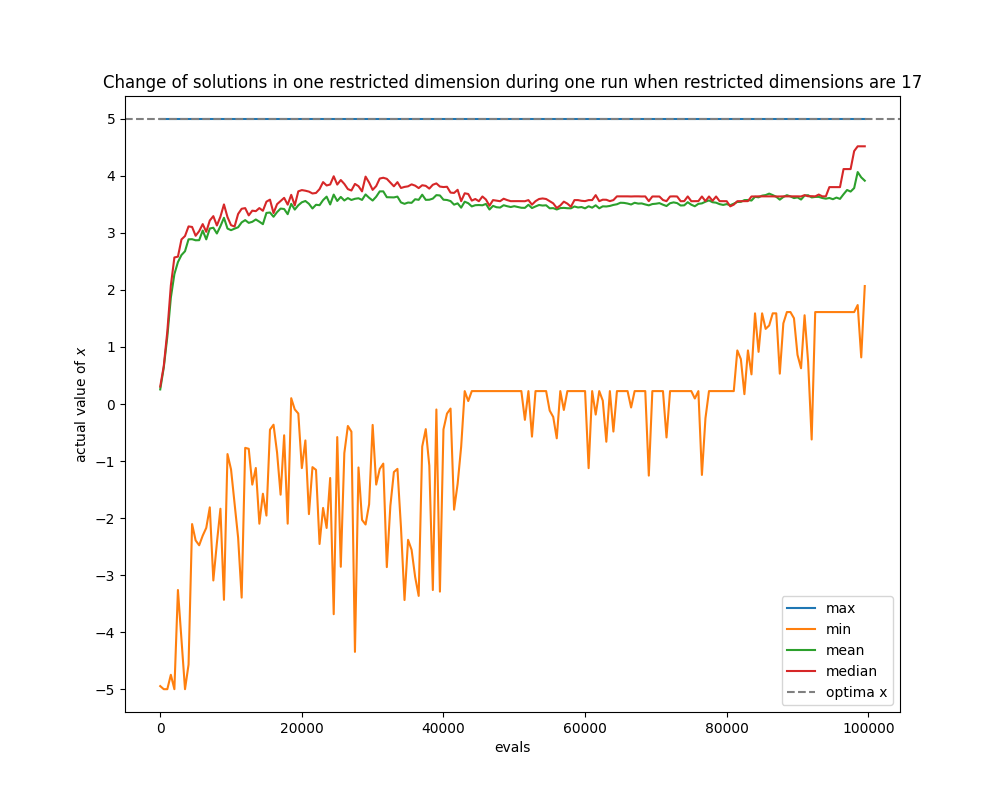 Change of solutions in one restricted dimension during one run when restricted dimensions are 17
5
4
3
2
1
0
−1
−2
−3
−4
−5
actual value of x
0 20000 40000 60000 80000 100000
evals
max
min
mean
median
optima x